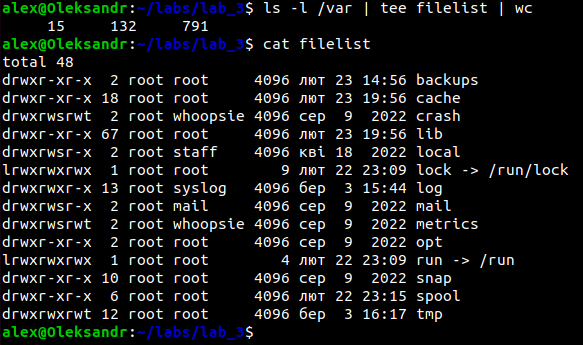 alex@Oleksandr:~/labs/lab_3$ ls -l /var | tee filelist | wc
     15     132     791
alex@Oleksandr:~/labs/lab_3$ cat filelist
total 48
drwxr-xr-x  2 root root     4096 лют 23 14:56 backups
drwxr-xr-x 18 root root     4096 лют 23 19:56 cache
drwxrwsrwt  2 root whoopsie 4096 сер  9  2022 crash
drwxr-xr-x 67 root root     4096 лют 23 19:56 lib
drwxrwsr-x  2 root staff    4096 кві 18  2022 local
lrwxrwxrwx  1 root root        9 лют 22 23:09 lock -> /run/lock
drwxrwxr-x 13 root syslog   4096 бер  3 15:44 log
drwxrwsr-x  2 root mail     4096 сер  9  2022 mail
drwxrwsrwt  2 root whoopsie 4096 сер  9  2022 metrics
drwxr-xr-x  2 root root     4096 сер  9  2022 opt
lrwxrwxrwx  1 root root        4 лют 22 23:09 run -> /run
drwxr-xr-x 10 root root     4096 сер  9  2022 snap
drwxr-xr-x  6 root root     4096 лют 22 23:15 spool
drwxrwxrwt 12 root root     4096 бер  3 16:17 tmp
alex@Oleksandr:~/labs/lab_3$